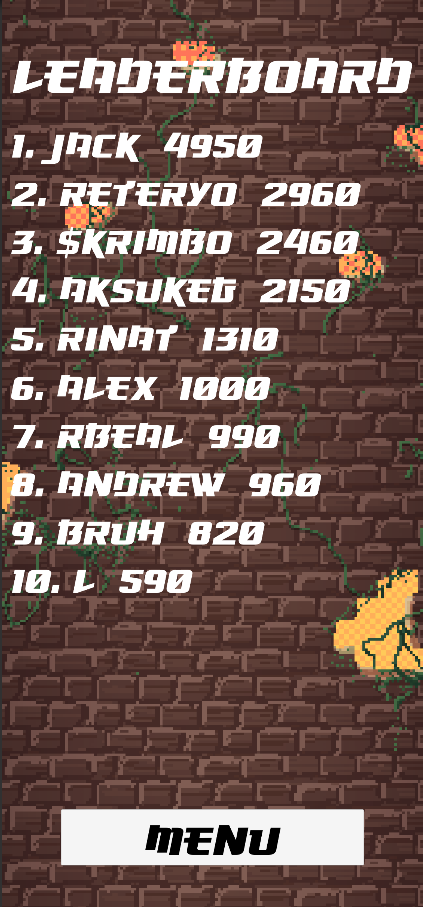 LEADERBOARD
1. JACK 4950
2. RETERYO 2960
3. SKRIMBO 2460
4. AKSUKEG 2150
5. RINAT 1310
6. ALEX 1000
7. RBEAL 990
8. ANDREW 960
9. BRUH 820
10. L 590
MENU